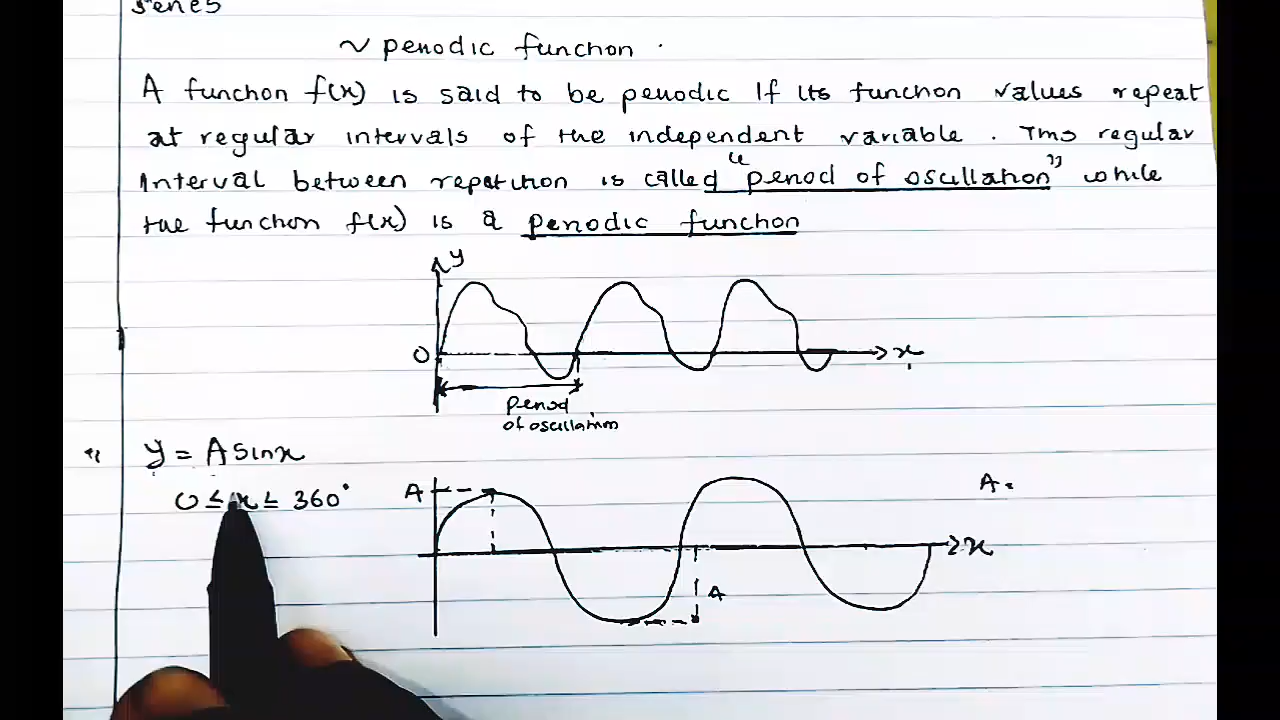 series
~ periodic function.
A function f(x) is said to be periodic if its function values repeat
at regular intervals of the independent variable. This regular
interval between repetition is called "period of oscillation" while
the function f(x) is a periodic function
y
0
x
period
of oscillation
" y = A sin x
0 ≤ x ≤ 360°
A
A =
x
A